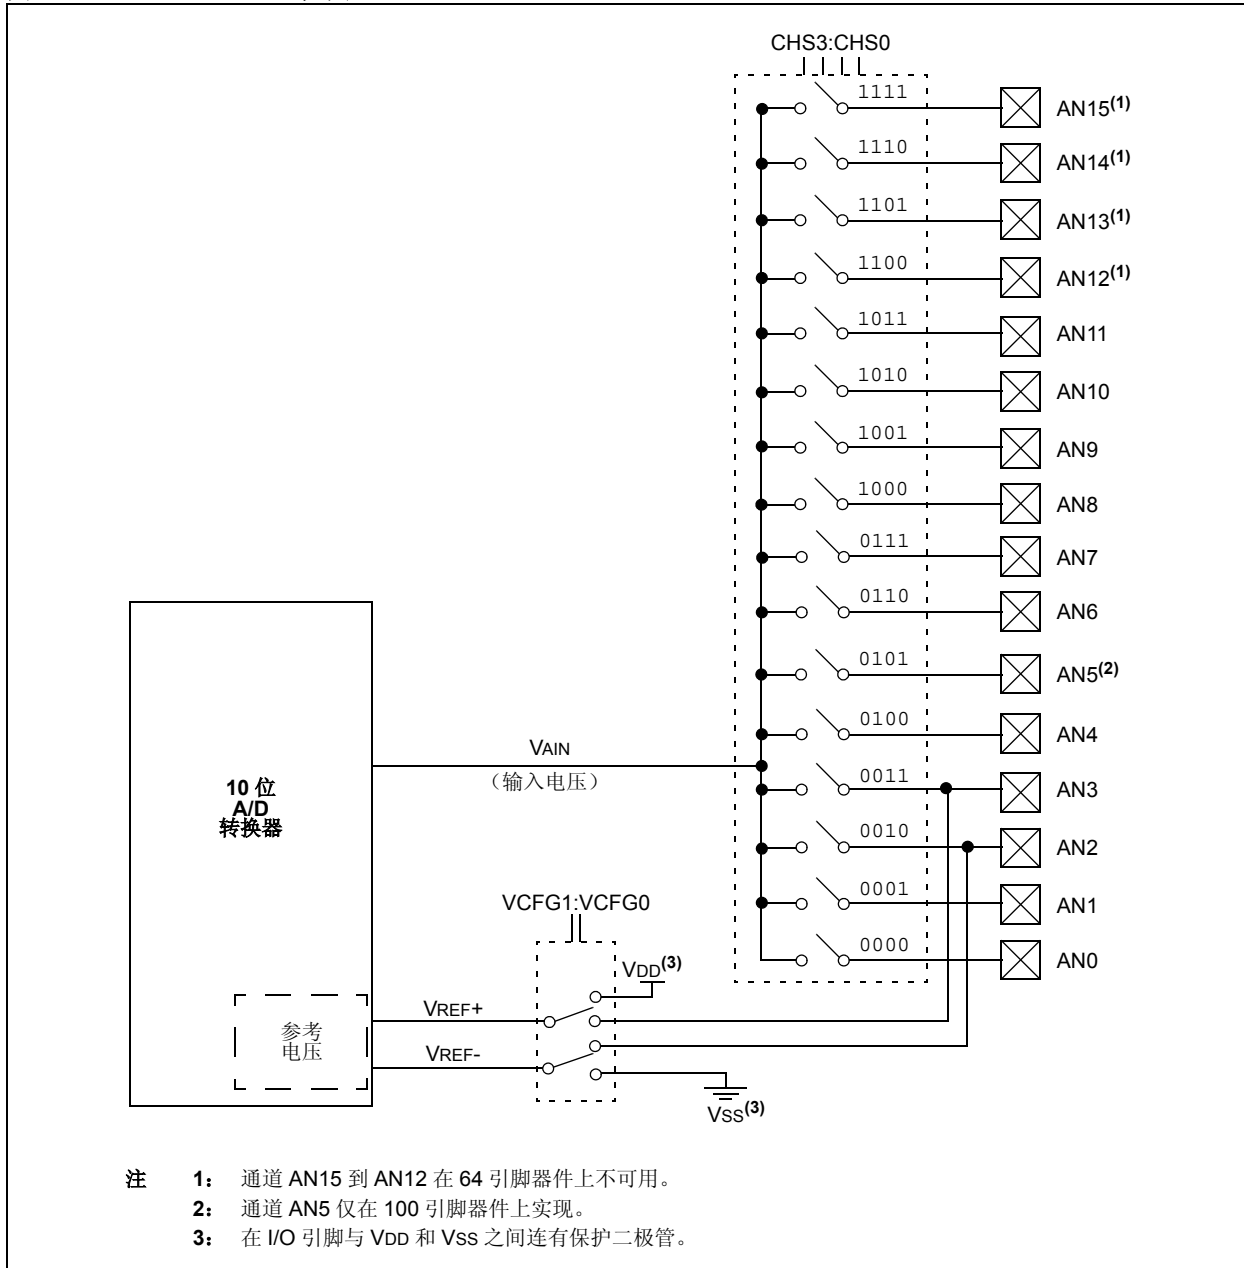 CHS3:CHS0
1111 AN15(1)
1110 AN14(1)
1101 AN13(1)
1100 AN12(1)
1011 AN11
1010 AN10
1001 AN9
1000 AN8
0111 AN7
0110 AN6
0101 AN5(2)
0100 AN4
VAIN
（输入电压）
0011 AN3
10 位
A/D
转换器
0010 AN2
0001 AN1
VCFG1:VCFG0
0000 AN0
VDD(3)
VREF+
参考
电压
VREF-
VSS(3)
注 1： 通道 AN15 到 AN12 在 64 引脚器件上不可用。
2： 通道 AN5 仅在 100 引脚器件上实现。
3： 在 I/O 引脚与 VDD 和 VSS 之间连有保护二极管。